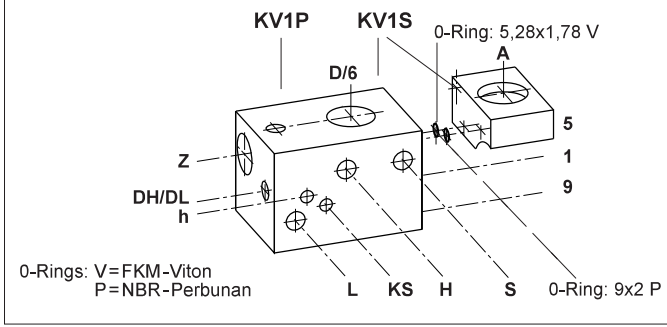 KV1P KV1S 0-Ring: 5,28x1,78 V
A
D/6
5
Z 1
DH/DL 9
h
0-Rings: V=FKM-Viton
P=NBR-Perbunan
L KS H S 0-Ring: 9x2 P